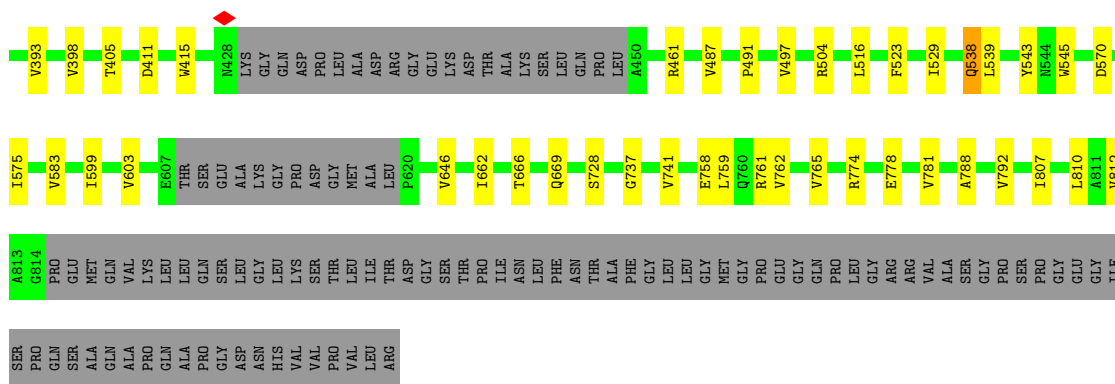 V393 V398 T405 D411 W415 N428 LYS GLY GLN ASP PRO LEU ALA ASP ARG GLY GLU LYS ASP THR ALA LYS SER LEU GLN PRO LEU A450 R461 V487 P491 V497 R504 L516 F523 I529 Q538 L539 Y543 N544 W545 D570
I575 V583 I599 V603 E607 THR SER GLU ALA LYS GLY PRO ASP GLY MET ALA LEU P620 V646 I662 T666 Q669 S728 G737 V741 E758 L759 Q760 R761 V762 V765 R774 E778 V781 A788 V792 I807 L810 A811 V812
A813 G814 PRO GLU MET GLN VAL LYS LEU LEU GLN SER LEU GLY LEU LYS SER THR LEU ILE THR ASP GLY SER THR PRO ILE ASN LEU PHE ASN THR ALA PHE GLY LEU LEU GLY MET GLY PRO GLU GLY GLN PRO LEU GLY ARG ARG VAL ALA SER GLY PRO SER PRO GLY GLU GLY ILE
SER PRO GLN SER ALA GLN ALA PRO GLN ALA PRO GLY ASP ASN HIS VAL VAL PRO VAL LEU ARG